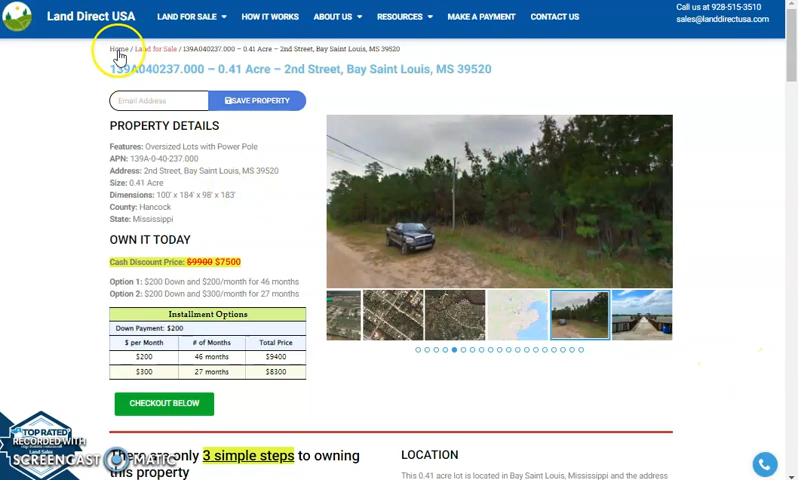 Land Direct USA
LAND FOR SALE
HOW IT WORKS
ABOUT US
RESOURCES
MAKE A PAYMENT
CONTACT US
Call us at 928-515-3510
sales@landdirectusa.com
Home / Land for Sale / 139A040237.000 – 0.41 Acre – 2nd Street, Bay Saint Louis, MS 39520
139A040237.000 – 0.41 Acre – 2nd Street, Bay Saint Louis, MS 39520
Email Address
SAVE PROPERTY
PROPERTY DETAILS
Features: Oversized Lots with Power Pole
APN: 139A-0-40-237.000
Address: 2nd Street, Bay Saint Louis, MS 39520
Size: 0.41 Acre
Dimensions: 100' x 184' x 98' x 183'
County: Hancock
State: Mississippi
OWN IT TODAY
Cash Discount Price: $9900 $7500
Option 1: $200 Down and $200/month for 46 months
Option 2: $200 Down and $300/month for 27 months
Installment Options
Down Payment: $200
$ per Month # of Months Total Price
$200 46 months $9400
$300 27 months $8300
CHECKOUT BELOW
There are only 3 simple steps to owning
this property
LOCATION
This 0.41 acre lot is located in Bay Saint Louis, Mississippi and the address
TOP RATED
Land Sales
RECORDED WITH
SCREENCAST MATIC